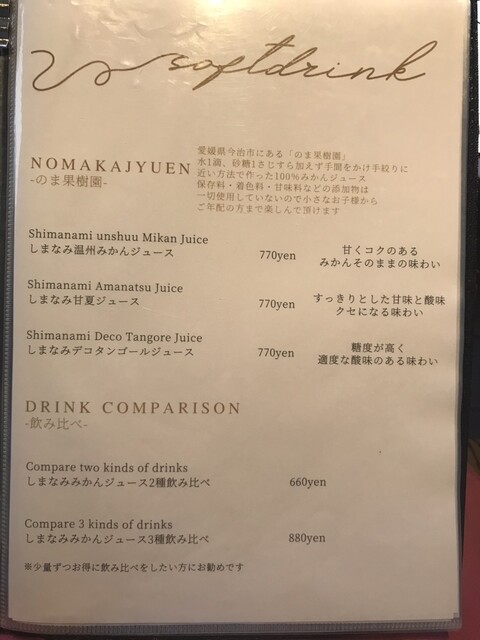 softdrink
NOMAKAJYUEN
-のま果樹園-
愛媛県今治市にある「のま果樹園」
水1滴、砂糖1さじすら加えず手間をかけ手絞りに
近い方法で作った100%みかんジュース
保存料・着色料・甘味料などの添加物は
一切使用していないので小さなお子様から
ご年配の方まで楽しんで頂けます
Shimanami unshuu Mikan Juice
しまなみ温州みかんジュース
770yen
甘くコクのある
みかんそのままの味わい
Shimanami Amanatsu Juice
しまなみ甘夏ジュース
770yen
すっきりとした甘味と酸味
クセになる味わい
Shimanami Deco Tangore Juice
しまなみデコタンゴールジュース
770yen
糖度が高く
適度な酸味のある味わい
DRINK COMPARISON
-飲み比べ-
Compare two kinds of drinks
しまなみみかんジュース2種飲み比べ
660yen
Compare 3 kinds of drinks
しまなみみかんジュース3種飲み比べ
880yen
※少量ずつお得に飲み比べをしたい方にお勧めです